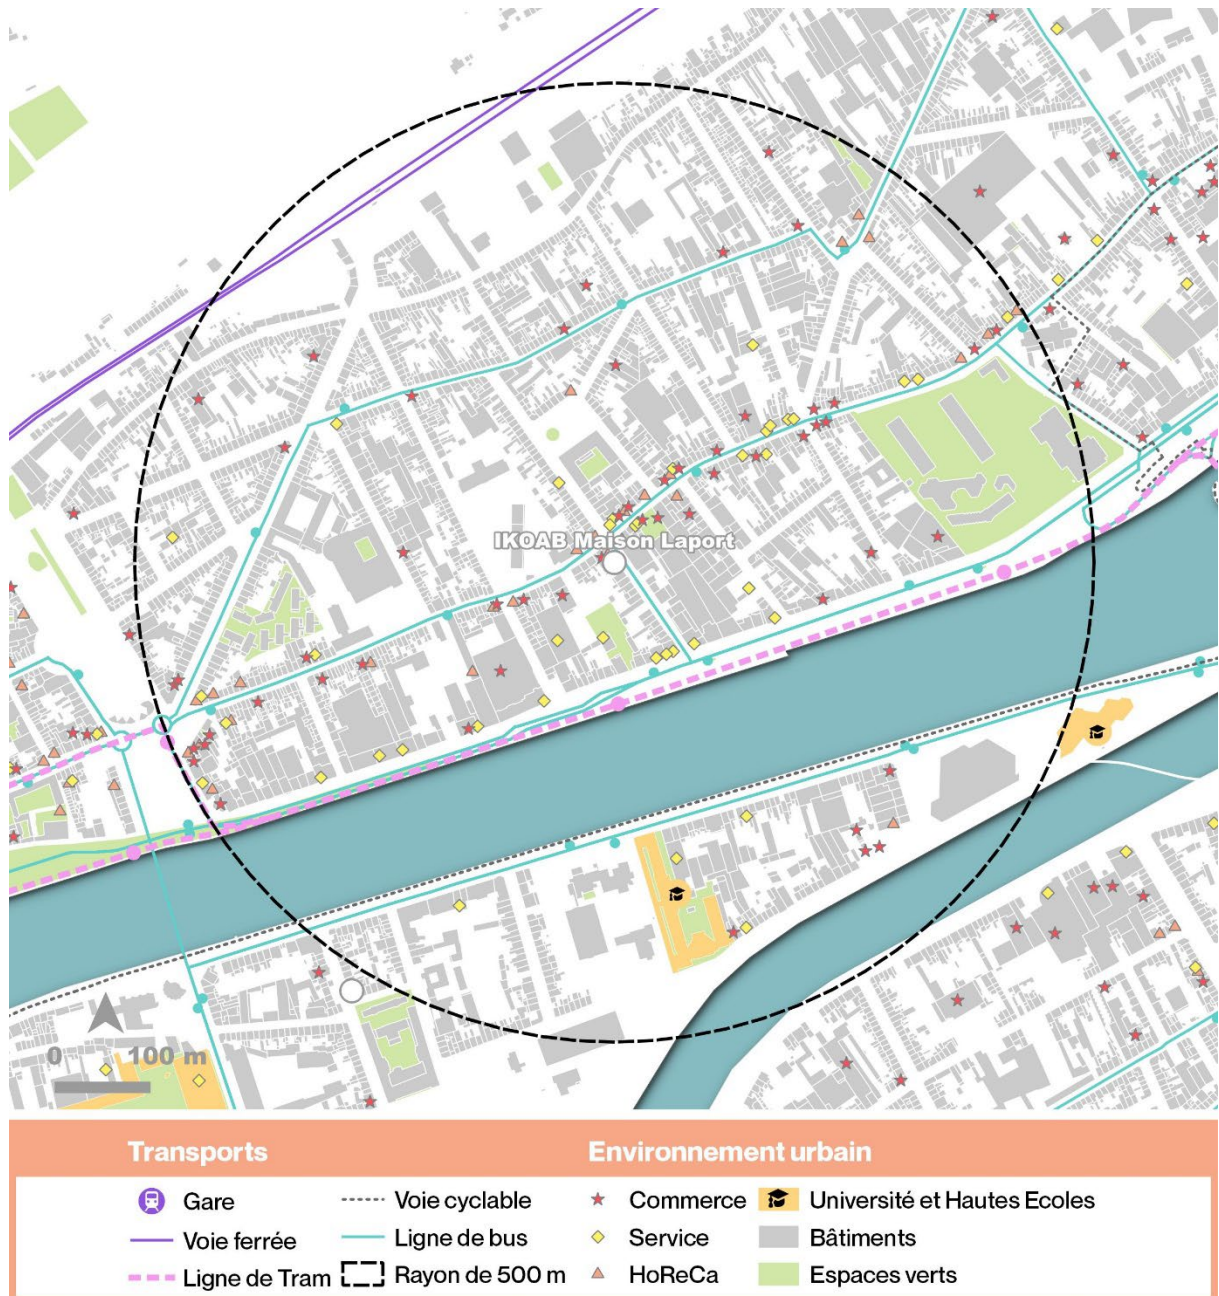 IKOAB Maison Laport
0 100 m
Transports
Environnement urbain
Gare
Voie cyclable
Commerce
Université et Hautes Ecoles
Voie ferrée
Ligne de bus
Service
Bâtiments
Ligne de Tram
Rayon de 500 m
HoReCa
Espaces verts